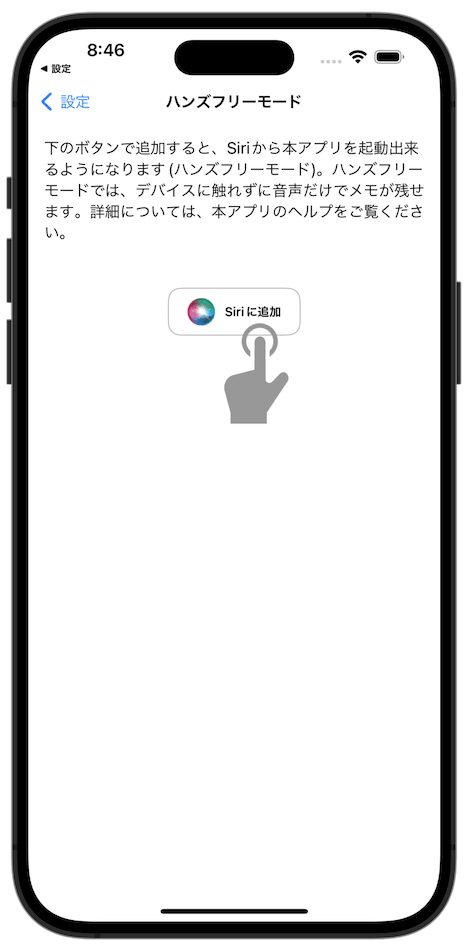 8:46
◀ 設定
設定
ハンズフリーモード
下のボタンで追加すると、Siriから本アプリを起動出来
るようになります(ハンズフリーモード)。ハンズフリー
モードでは、デバイスに触れずに音声だけでメモが残せ
ます。詳細については、本アプリのヘルプをご覧くださ
い。
Siriに追加